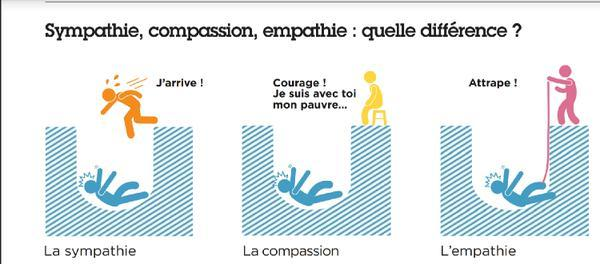 Sympathie, compassion, empathie : quelle différence ?
J'arrive !
Courage !
Je suis avec toi
mon pauvre...
Attrape !
La sympathie
La compassion
L'empathie